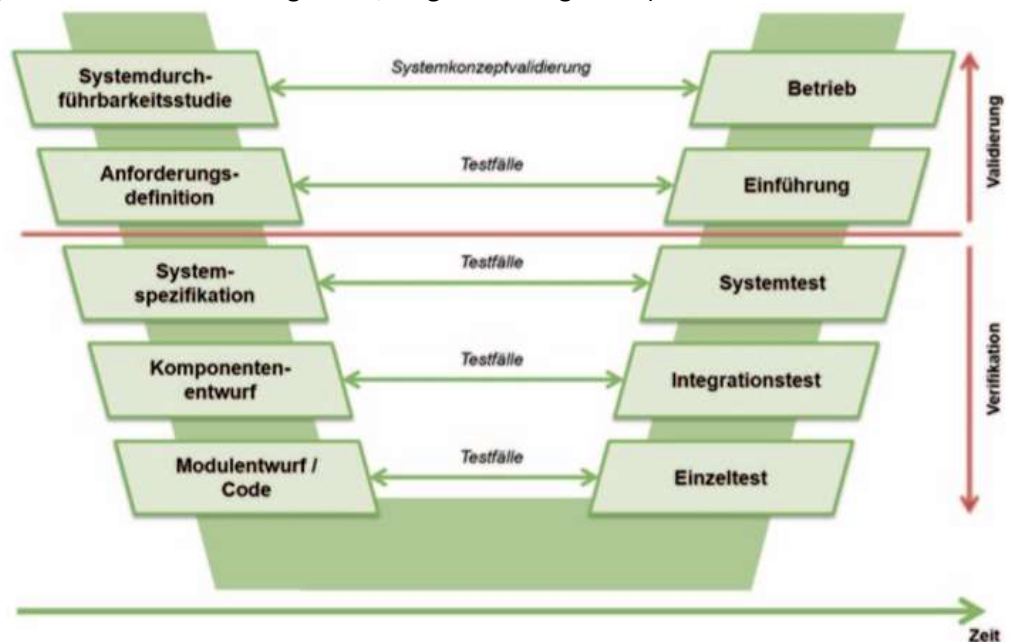 Systemdurch-
führbarkeitsstudie
Systemkonzeptvalidierung
Betrieb
Anforderungs-
definition
Testfälle
Einführung
Validierung
System-
spezifikation
Testfälle
Systemtest
Komponenten-
entwurf
Testfälle
Integrationstest
Verifikation
Modulentwurf /
Code
Testfälle
Einzeltest
Zeit